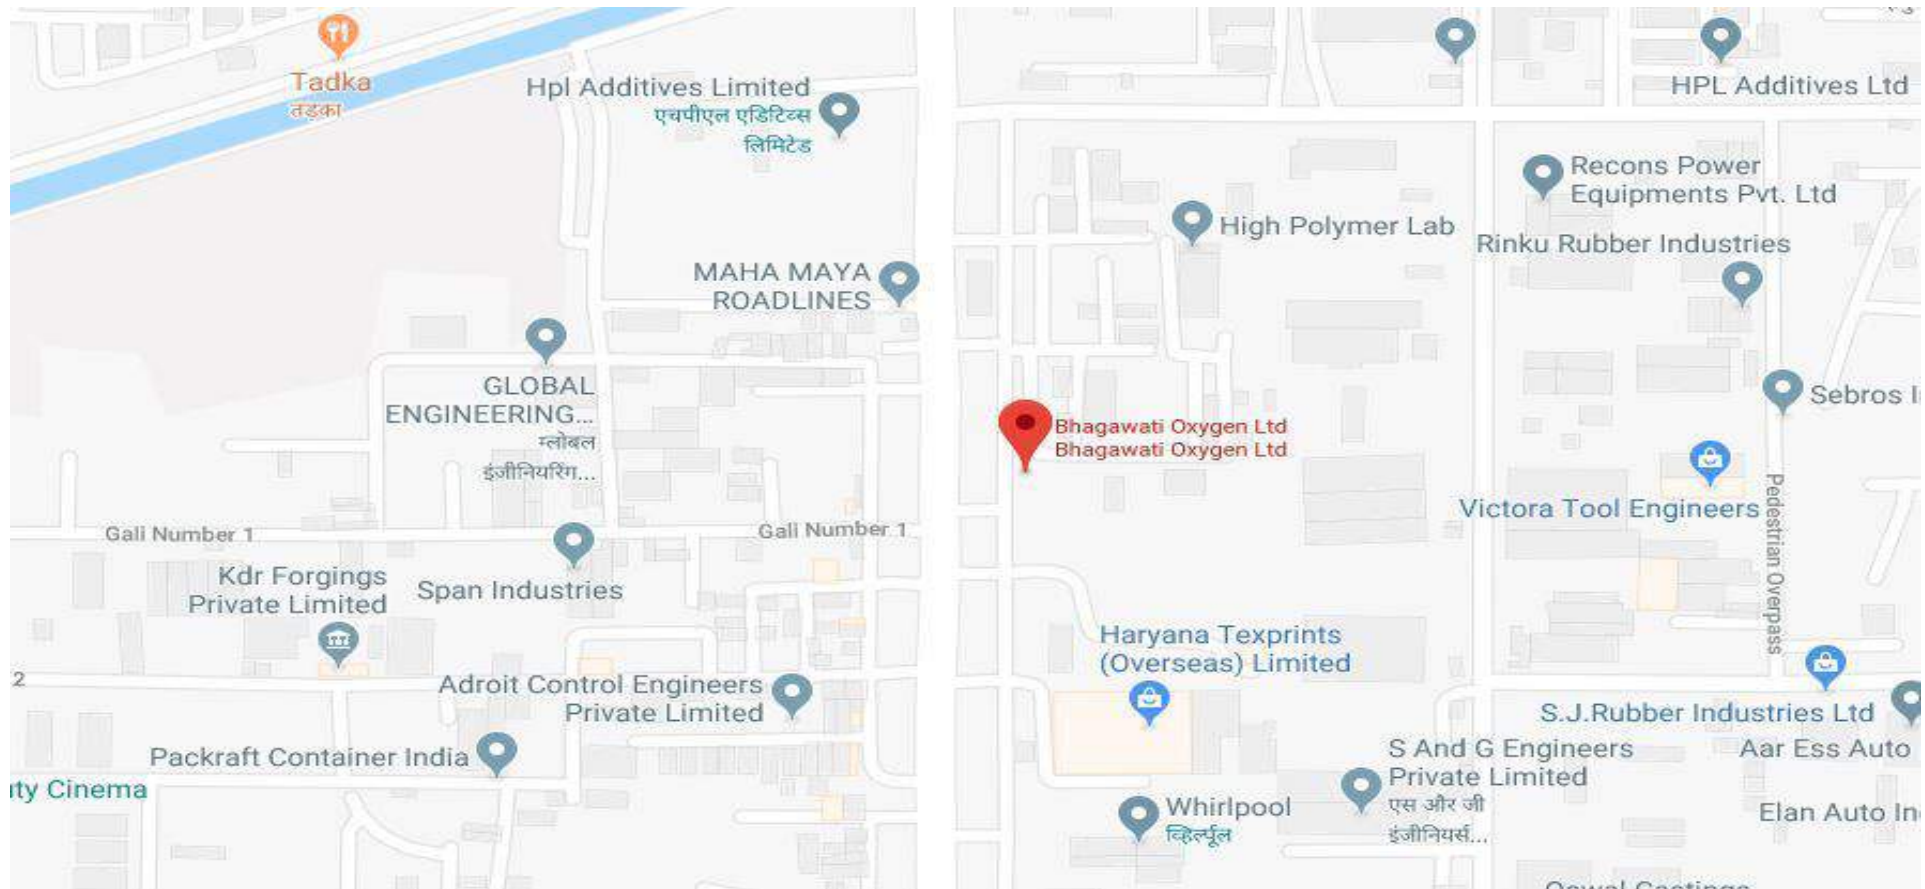 Tadka
तड़का
Hpl Additives Limited
एचपीएल एडिटिव्स
लिमिटेड
MAHA MAYA
ROADLINES
GLOBAL
ENGINEERING...
ग्लोबल
इंजीनियरिंग...
Gali Number 1
Gali Number 1
Kdr Forgings
Private Limited
Span Industries
2
Adroit Control Engineers
Private Limited
Packraft Container India
ity Cinema
HPL Additives Ltd
Recons Power
Equipments Pvt. Ltd
High Polymer Lab
Rinku Rubber Industries
Sebros I
Bhagawati Oxygen Ltd
Bhagawati Oxygen Ltd
Victora Tool Engineers
Pedestrian Overpass
Haryana Texprints
(Overseas) Limited
S.J.Rubber Industries Ltd
S And G Engineers
Private Limited
एस और जी
इंजीनियर्स...
Aar Ess Auto
Whirlpool
व्हिर्लपूल
Elan Auto In